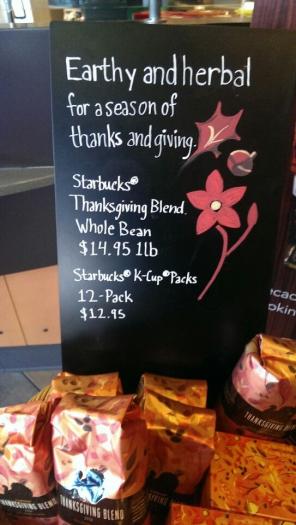 Earthy and herbal
for a season of
thanks and giving.
Starbucks®
Thanksgiving Blend
Whole Bean
$14.95 1lb
Starbucks® K-Cup® Packs
12-Pack
$12.95
THANKSGIVING BLEND
THANKSGIVING BLEND
THANKSGIVING BLEND